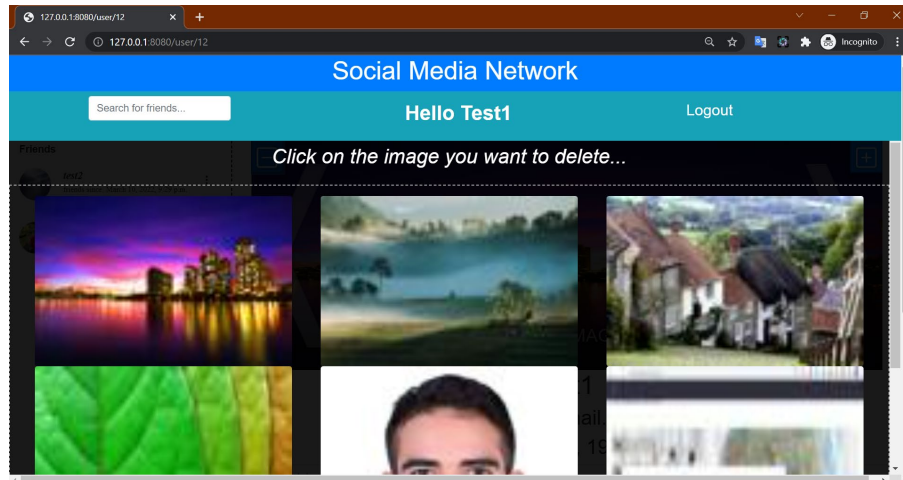 127.0.0.1:8080/user/12
127.0.0.1:8080/user/12
Incognito
Social Media Network
Search for friends...
Hello Test1
Logout
Friends
Click on the image you want to delete...
test2